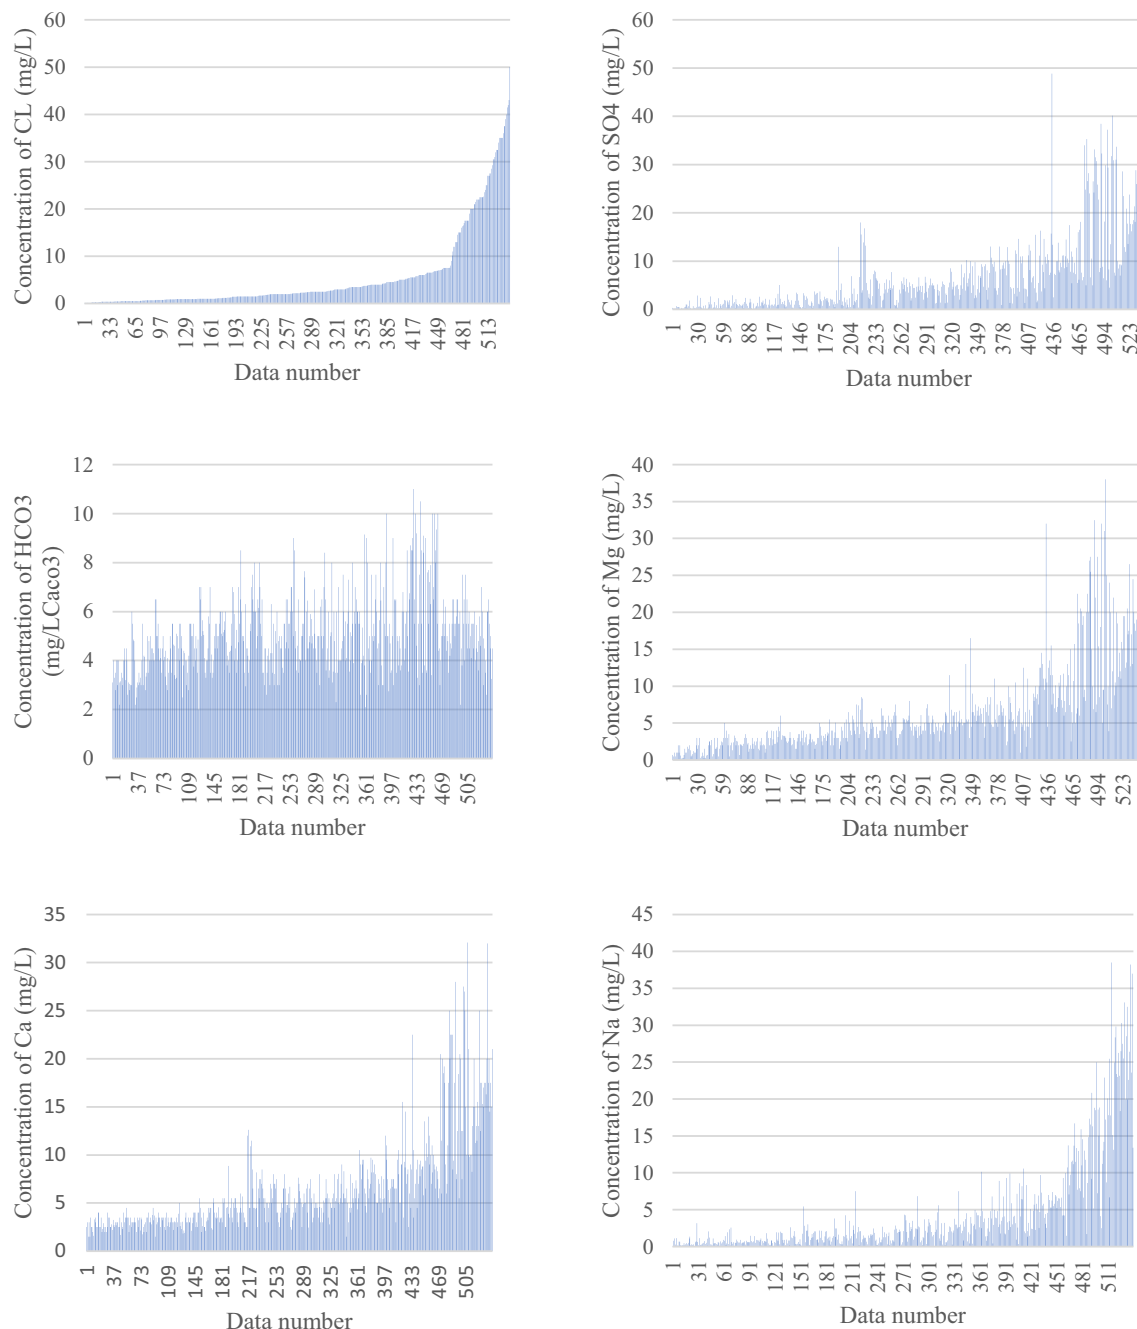 Concentration of CL (mg/L)
60
50
40
30
20
10
0
1 33 65 97 129 161 193 225 257 289 321 353 385 417 449 481 513
Data number
Concentration of SO4 (mg/L)
60
50
40
30
20
10
0
1 30 59 88 117 146 175 204 233 262 291 320 349 378 407 436 465 494 523
Data number
Concentration of HCO3
(mg/LCaco3)
12
10
8
6
4
2
0
1 37 73 109 145 181 217 253 289 325 361 397 433 469 505
Data number
Concentration of Mg (mg/L)
40
35
30
25
20
15
10
5
0
1 30 59 88 117 146 175 204 233 262 291 320 349 378 407 436 465 494 523
Data number
Concentration of Ca (mg/L)
35
30
25
20
15
10
5
0
1 37 73 109 145 181 217 253 289 325 361 397 433 469 505
Data number
Concentration of Na (mg/L)
45
40
35
30
25
20
15
10
5
0
1 31 61 91 121 151 181 211 241 271 301 331 361 391 421 451 481 511
Data number